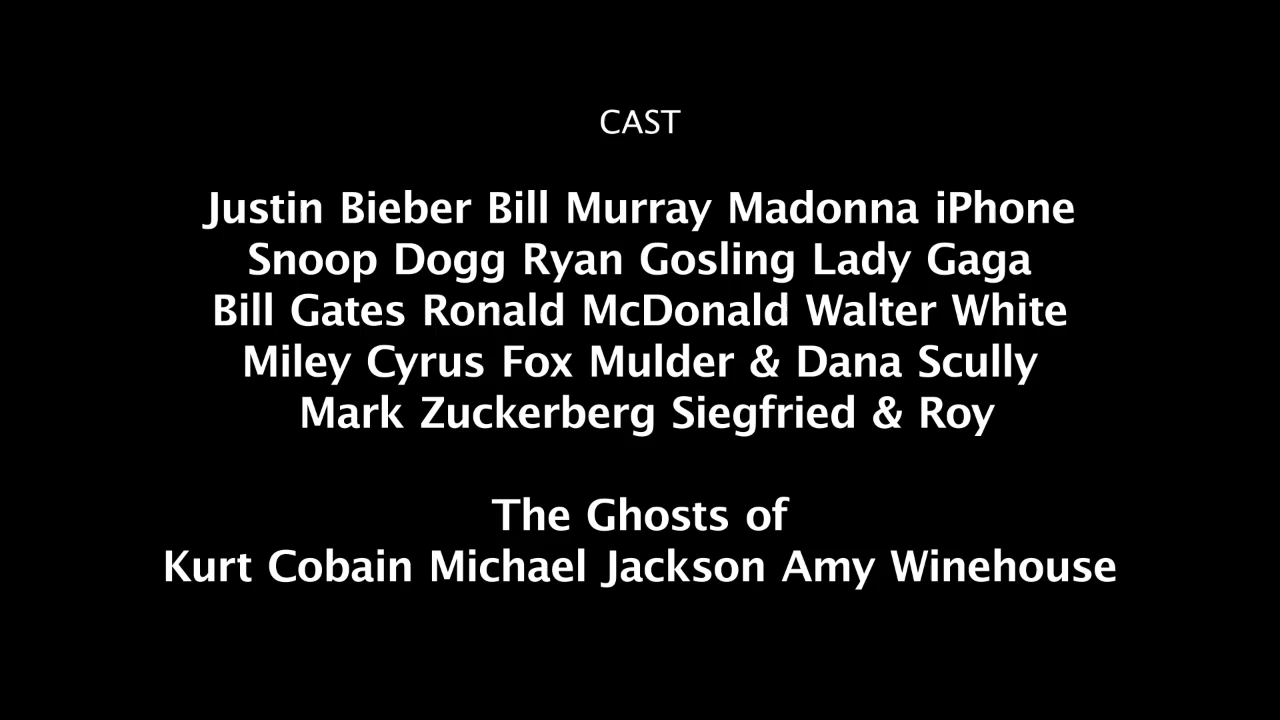 CAST
Justin Bieber Bill Murray Madonna iPhone
Snoop Dogg Ryan Gosling Lady Gaga
Bill Gates Ronald McDonald Walter White
Miley Cyrus Fox Mulder & Dana Scully
Mark Zuckerberg Siegfried & Roy
The Ghosts of
Kurt Cobain Michael Jackson Amy Winehouse